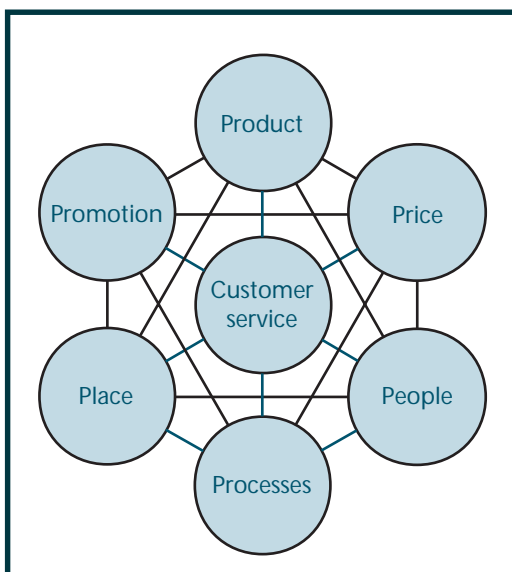 Product
Promotion
Price
Customer
service
Place
People
Processes